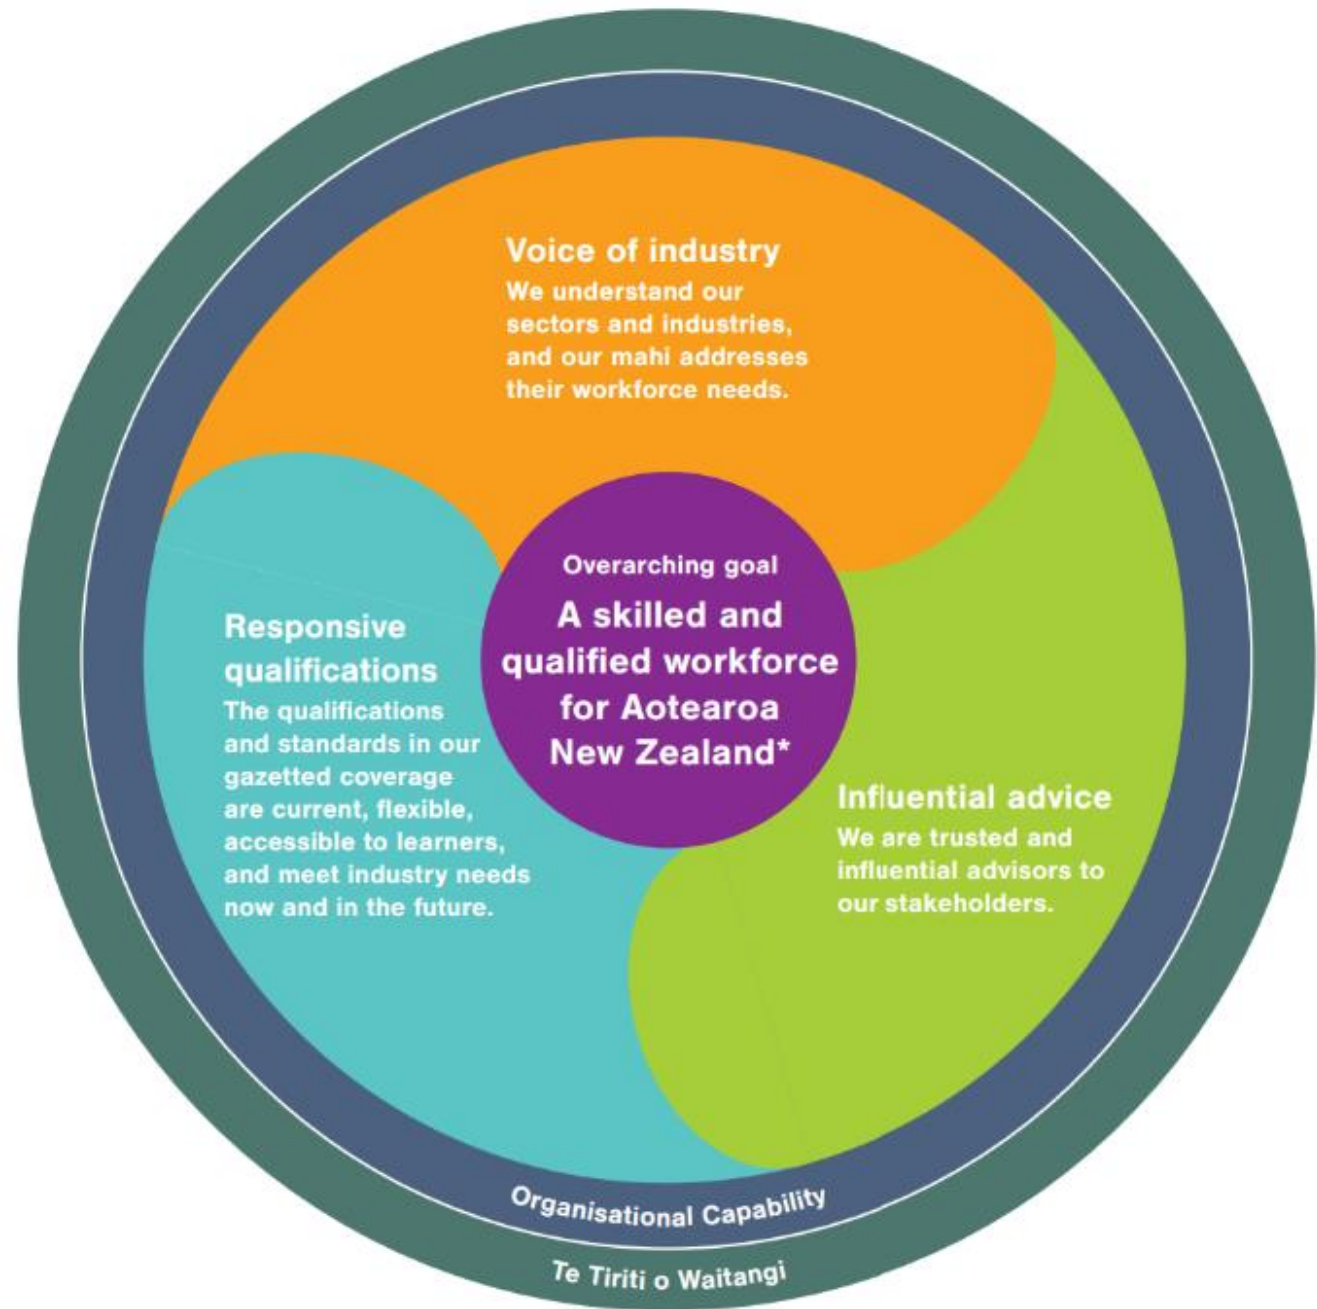 Voice of industry
We understand our
sectors and industries,
and our mahi addresses
their workforce needs.
Overarching goal
A skilled and
qualified workforce
for Aotearoa
New Zealand*
Responsive
qualifications
The qualifications
and standards in our
gazetted coverage
are current, flexible,
accessible to learners,
and meet industry needs
now and in the future.
Influential advice
We are trusted and
influential advisors to
our stakeholders.
Organisational Capability
Te Tiriti o Waitangi